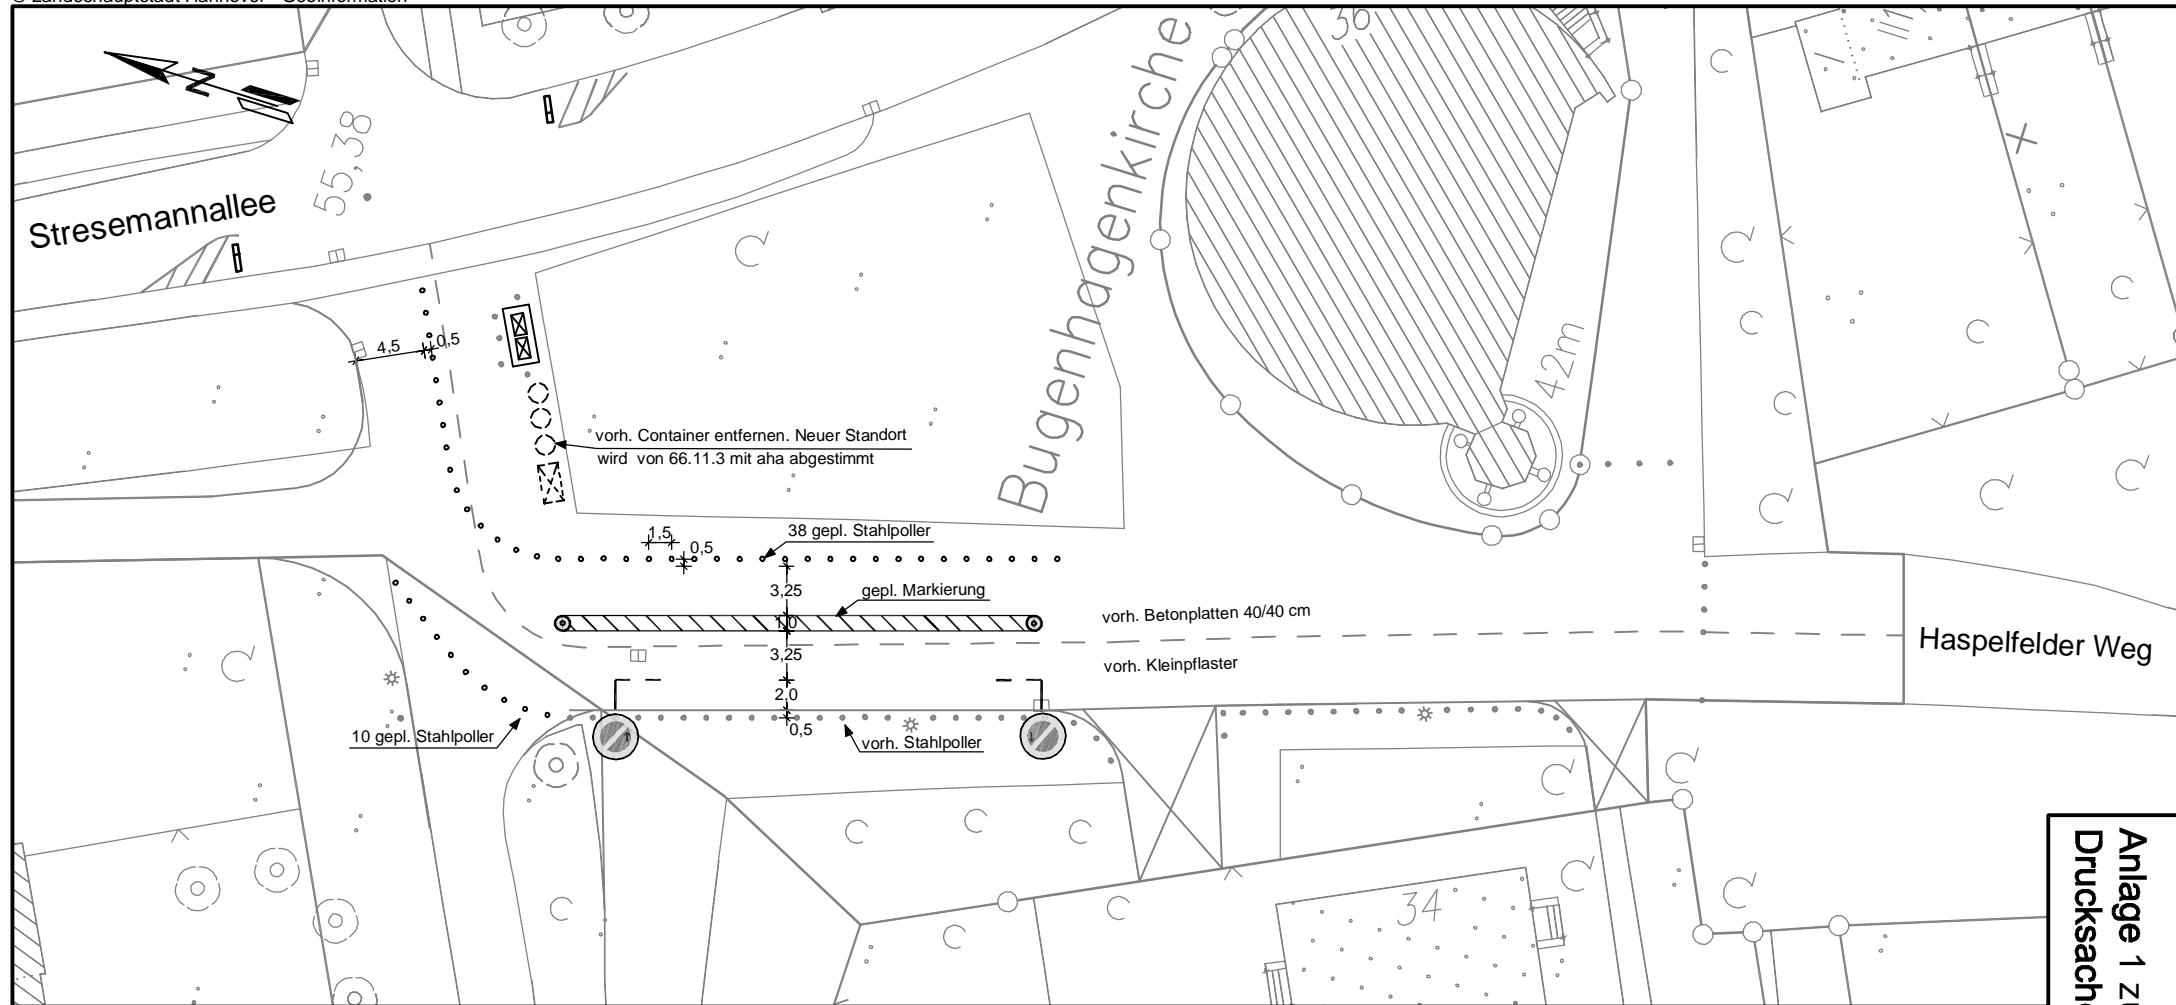 © Landeshauptstadt Hannover - Geoinformation
N
55,38
Stresemannallee
Bugenhagenkirche
36
42m
4,5
0,5
vorh. Container entfernen. Neuer Standort
wird von 66.11.3 mit aha abgestimmt
1,5
0,5
38 gepl. Stahlpoller
3,25
gepl. Markierung
1,0
vorh. Betonplatten 40/40 cm
3,25
vorh. Kleinpflaster
Haspelfelder Weg
2,0
0,5
10 gepl. Stahlpoller
vorh. Stahlpoller
34
Anlage 1